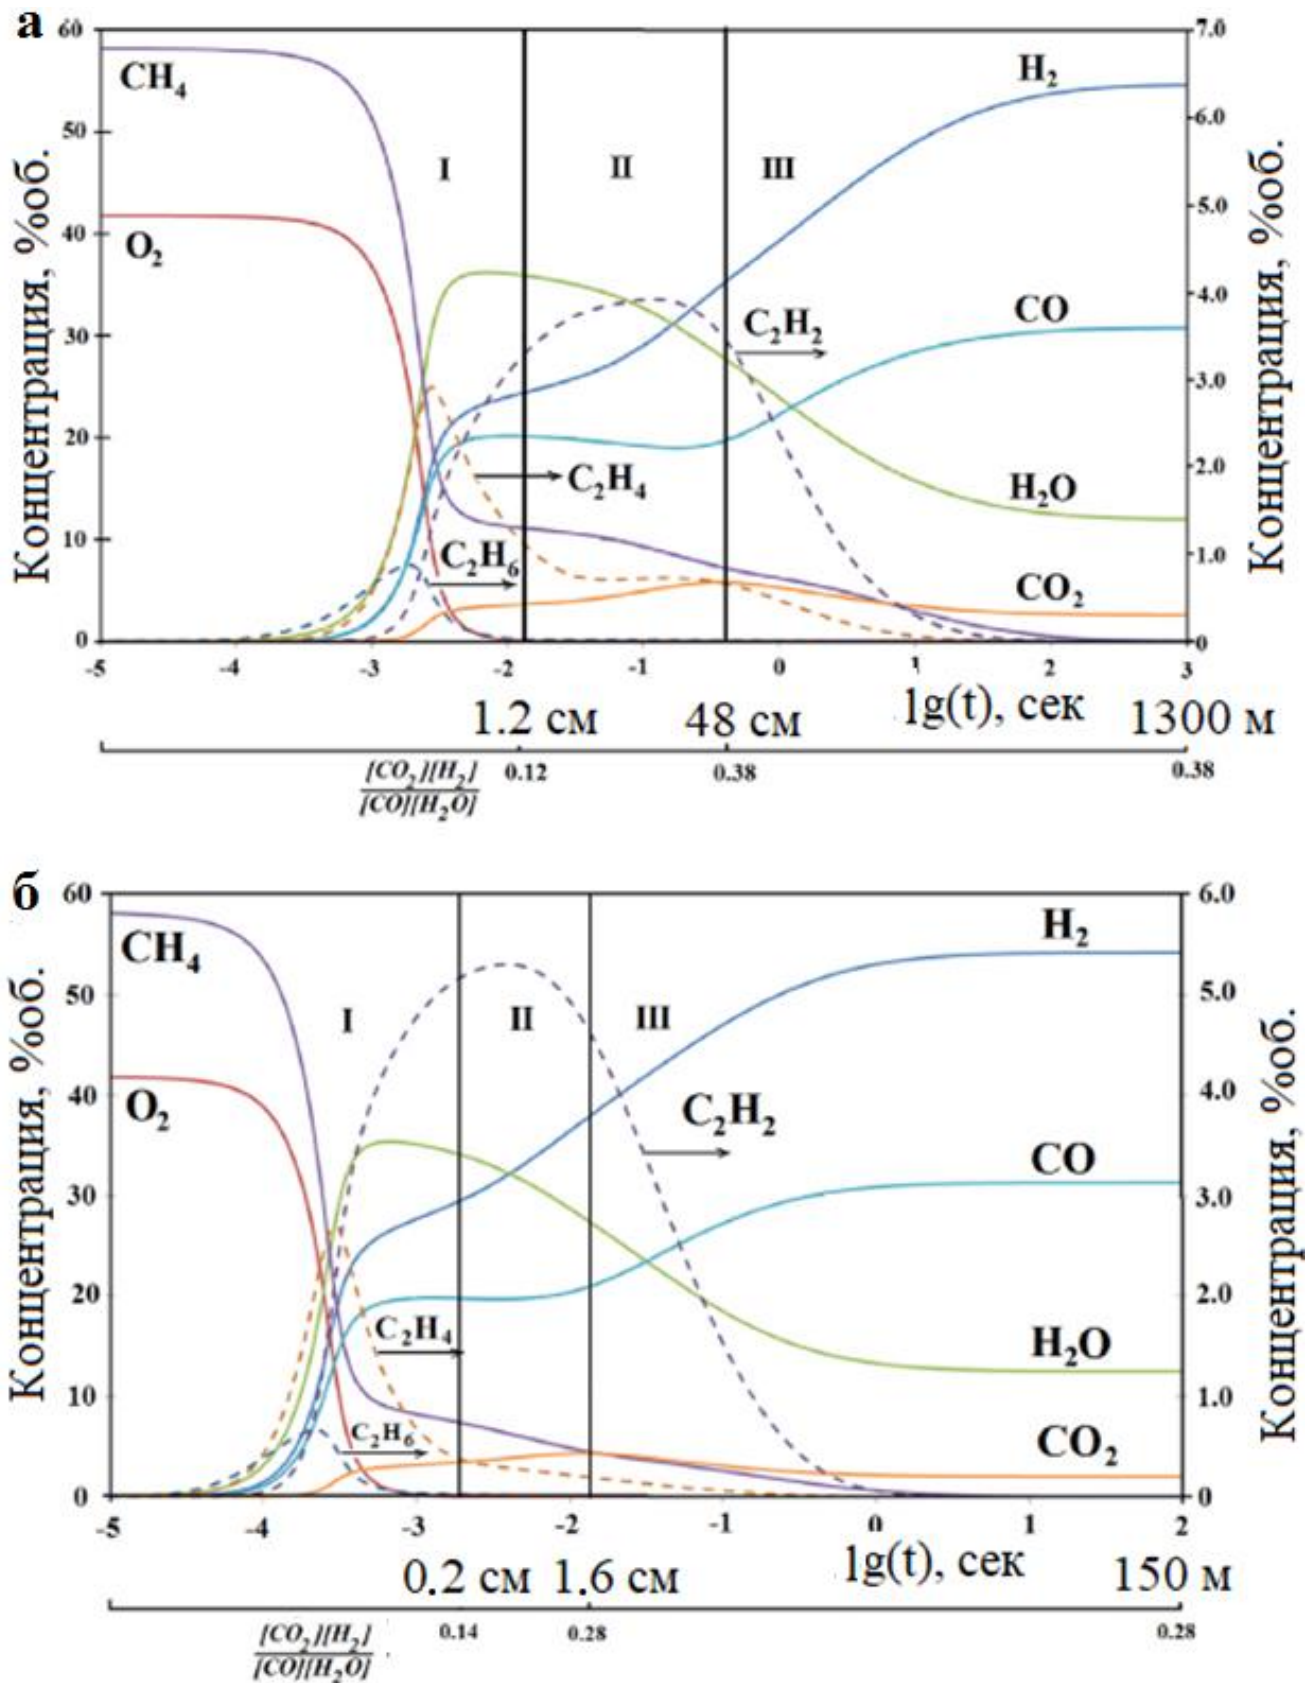 а
60
7.0
CH4
H2
50
6.0
I
II
III
5.0
40
O2
Концентрация, %об.
Концентрация, %об.
4.0
C2H2
CO
30
3.0
20
C2H4
2.0
H2O
10
C2H6
1.0
CO2
0
0
-5 -4 -3 -2 -1 0 1 2 3
1.2 см 48 см lg(t), сек 1300 м
[CO2][H2]
[CO][H2O]
0.12 0.38 0.38
б
60
6.0
CH4
H2
50
5.0
I
II
III
40
4.0
O2
C2H2
Концентрация, %об.
Концентрация, %об.
CO
30
3.0
20
2.0
C2H4
H2O
10
1.0
C2H6
CO2
0
0
-5 -4 -3 -2 -1 0 1 2
0.2 см 1.6 см lg(t), сек 150 м
[CO2][H2]
[CO][H2O]
0.14 0.28 0.28